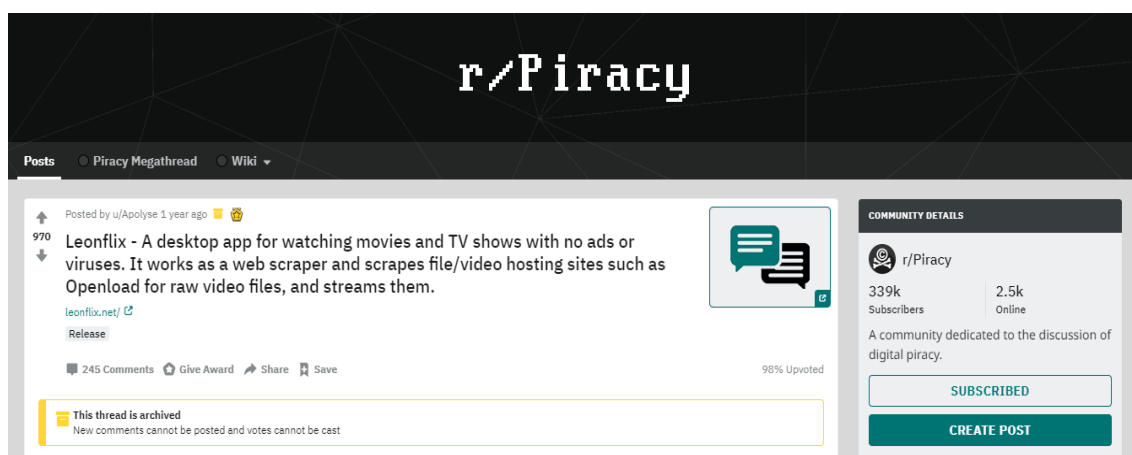 r/Piracy
Posts
Piracy Megathread
Wiki
Posted by u/Apolyse 1 year ago
970
Leonflix - A desktop app for watching movies and TV shows with no ads or
viruses. It works as a web scraper and scrapes file/video hosting sites such as
Openload for raw video files, and streams them.
leonflix.net/
Release
245 Comments
Give Award
Share
Save
98% Upvoted
This thread is archived
New comments cannot be posted and votes cannot be cast
COMMUNITY DETAILS
r/Piracy
339k
2.5k
Subscribers
Online
A community dedicated to the discussion of
digital piracy.
SUBSCRIBED
CREATE POST